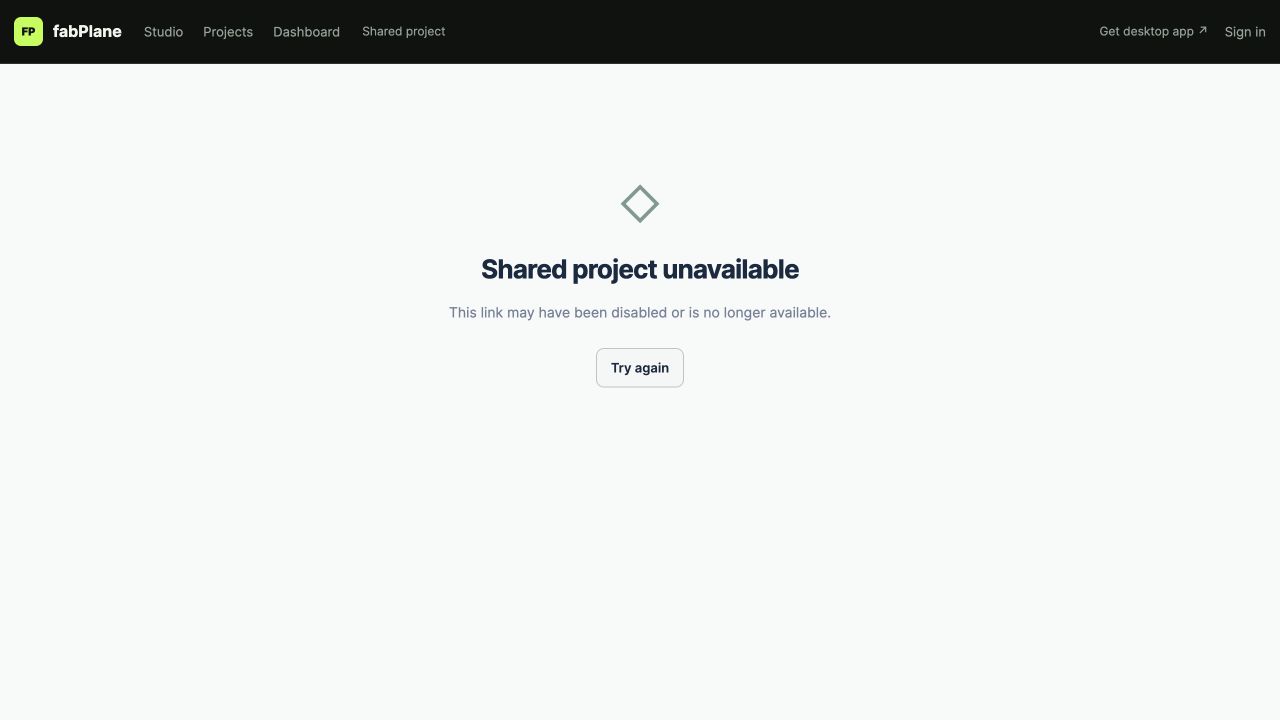 FP fabPlane Studio Projects Dashboard Shared project Get desktop app ↗ Sign in
Shared project unavailable
This link may have been disabled or is no longer available.
Try again